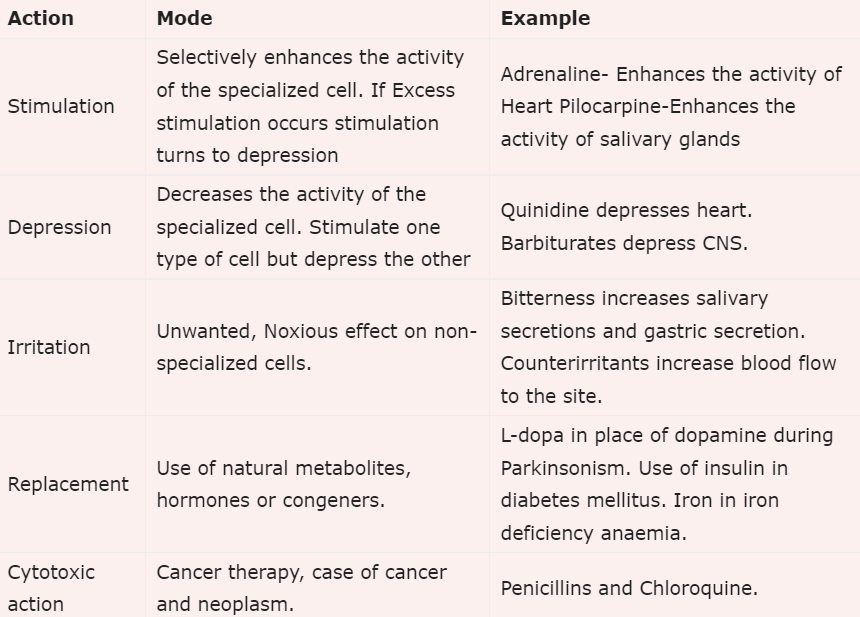 Action Mode Example
Stimulation
Selectively enhances the activity
of the specialized cell. If Excess
stimulation occurs stimulation
turns to depression
Adrenaline- Enhances the activity of
Heart Pilocarpine-Enhances the
activity of salivary glands
Depression
Decreases the activity of the
specialized cell. Stimulate one
type of cell but depress the other
Quinidine depresses heart.
Barbiturates depress CNS.
Irritation
Unwanted, Noxious effect on non-
specialized cells.
Bitterness increases salivary
secretions and gastric secretion.
Counterirritants increase blood flow
to the site.
Replacement
Use of natural metabolites,
hormones or congeners.
L-dopa in place of dopamine during
Parkinsonism. Use of insulin in
diabetes mellitus. Iron in iron
deficiency anaemia.
Cytotoxic
action
Cancer therapy, case of cancer
and neoplasm.
Penicillins and Chloroquine.